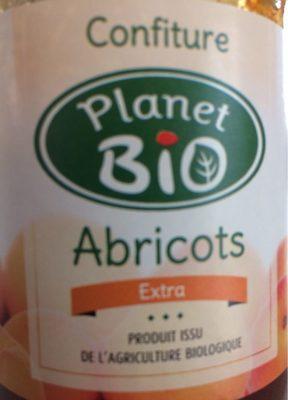 Confiture
Planet
BIO
Abricots
Extra
PRODUIT ISSU
DE L'AGRICULTURE BIOLOGIQUE